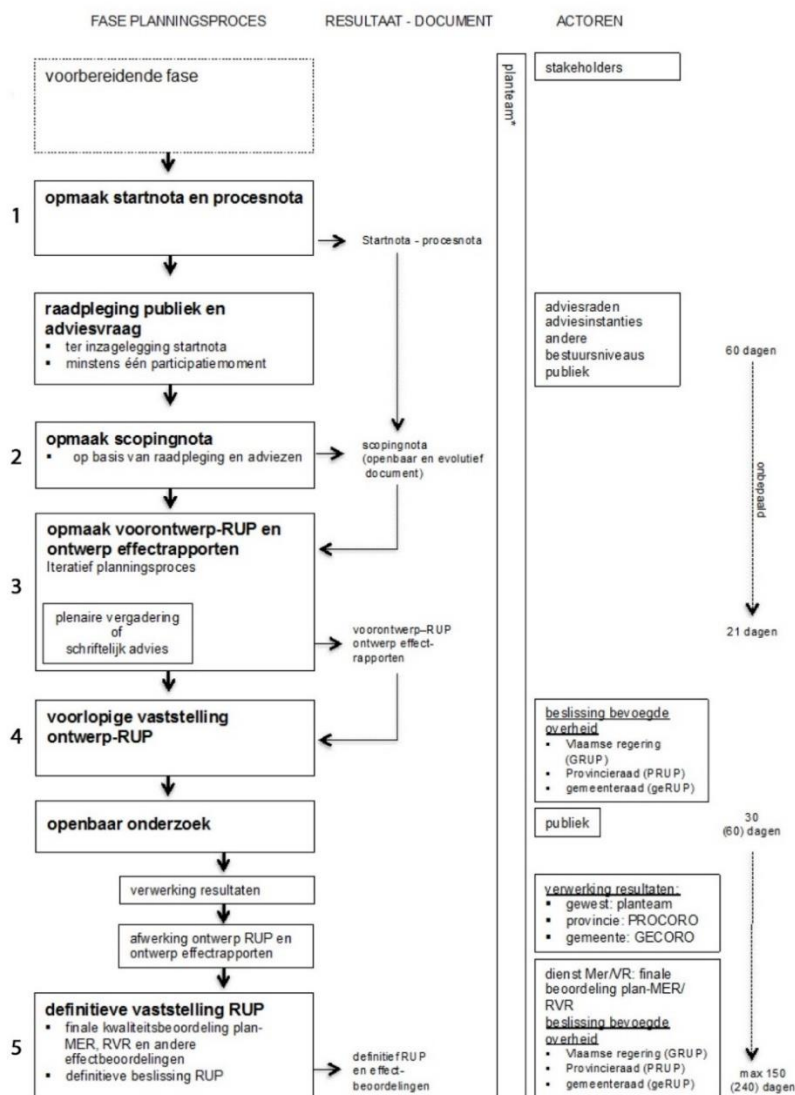 FASE PLANNINGSPROCES
RESULTAAT - DOCUMENT
ACTOREN
voorbereidende fase
planteam*
stakeholders
1
opmaak startnota en procesnota
Startnota - procesnota
raadpleging publiek en
adviesvraag
▪ ter inzagelegging startnota
▪ minstens één participatiemoment
adviesraden
adviesinstanties
andere
bestuursniveaus
publiek
60 dagen
2
opmaak scopingnota
▪ op basis van raadpleging en adviezen
scopingnota
(openbaar en evolutief
document)
onbepaald
3
opmaak voorontwerp-RUP en
ontwerp effectrapporten
Iteratief planningsproces
plenaire vergadering
of
schriftelijk advies
voorontwerp–RUP
ontwerp effect-
rapporten
21 dagen
4
voorlopige vaststelling
ontwerp-RUP
beslissing bevoegde
overheid
▪ Vlaamse regering
(GRUP)
▪ Provincieraad (PRUP)
▪ gemeenteraad (geRUP)
openbaar onderzoek
publiek
30
(60) dagen
verwerking resultaten
verwerking resultaten:
▪ gewest: planteam
▪ provincie: PROCORO
▪ gemeente: GECORO
afwerking ontwerp RUP en
ontwerp effectrapporten
5
definitieve vaststelling RUP
▪ finale kwaliteitsbeoordeling plan-
MER, RVR en andere
effectbeoordelingen
▪ definitieve beslissing RUP
definitief RUP
en effect-
beoordelingen
dienst Mer/VR: finale
beoordeling plan-MER/
RVR
beslissing bevoegde
overheid
▪ Vlaamse regering (GRUP)
▪ Provincieraad (PRUP)
▪ gemeenteraad (geRUP)
max 150
(240) dagen